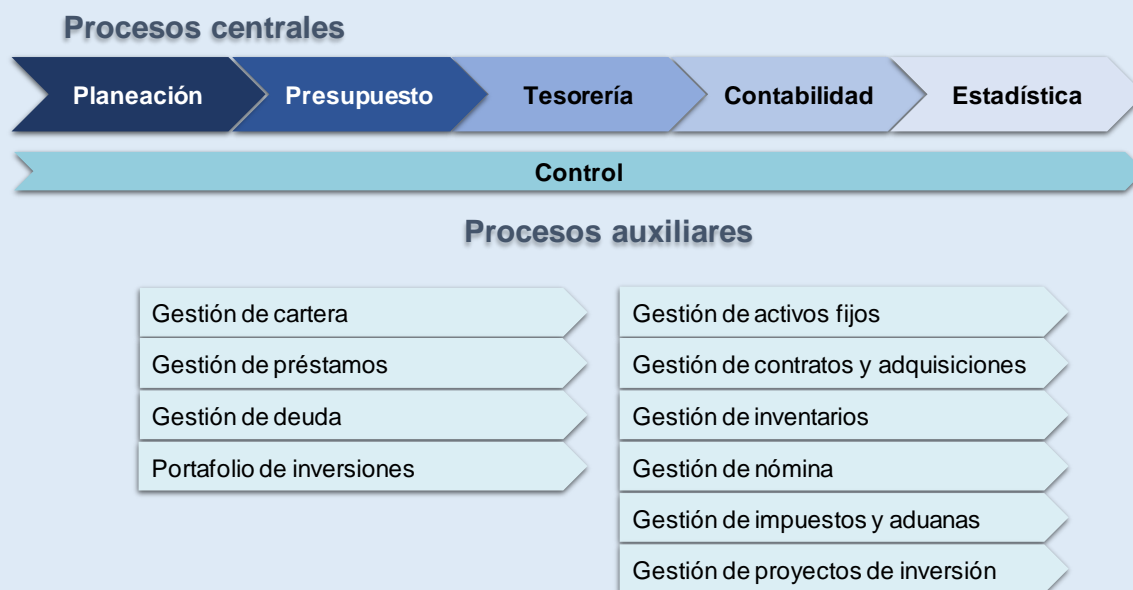 Procesos centrales
Planeación
Presupuesto
Tesorería
Contabilidad
Estadística
Control
Procesos auxiliares
Gestión de cartera
Gestión de préstamos
Gestión de deuda
Portafolio de inversiones
Gestión de activos fijos
Gestión de contratos y adquisiciones
Gestión de inventarios
Gestión de nómina
Gestión de impuestos y aduanas
Gestión de proyectos de inversión